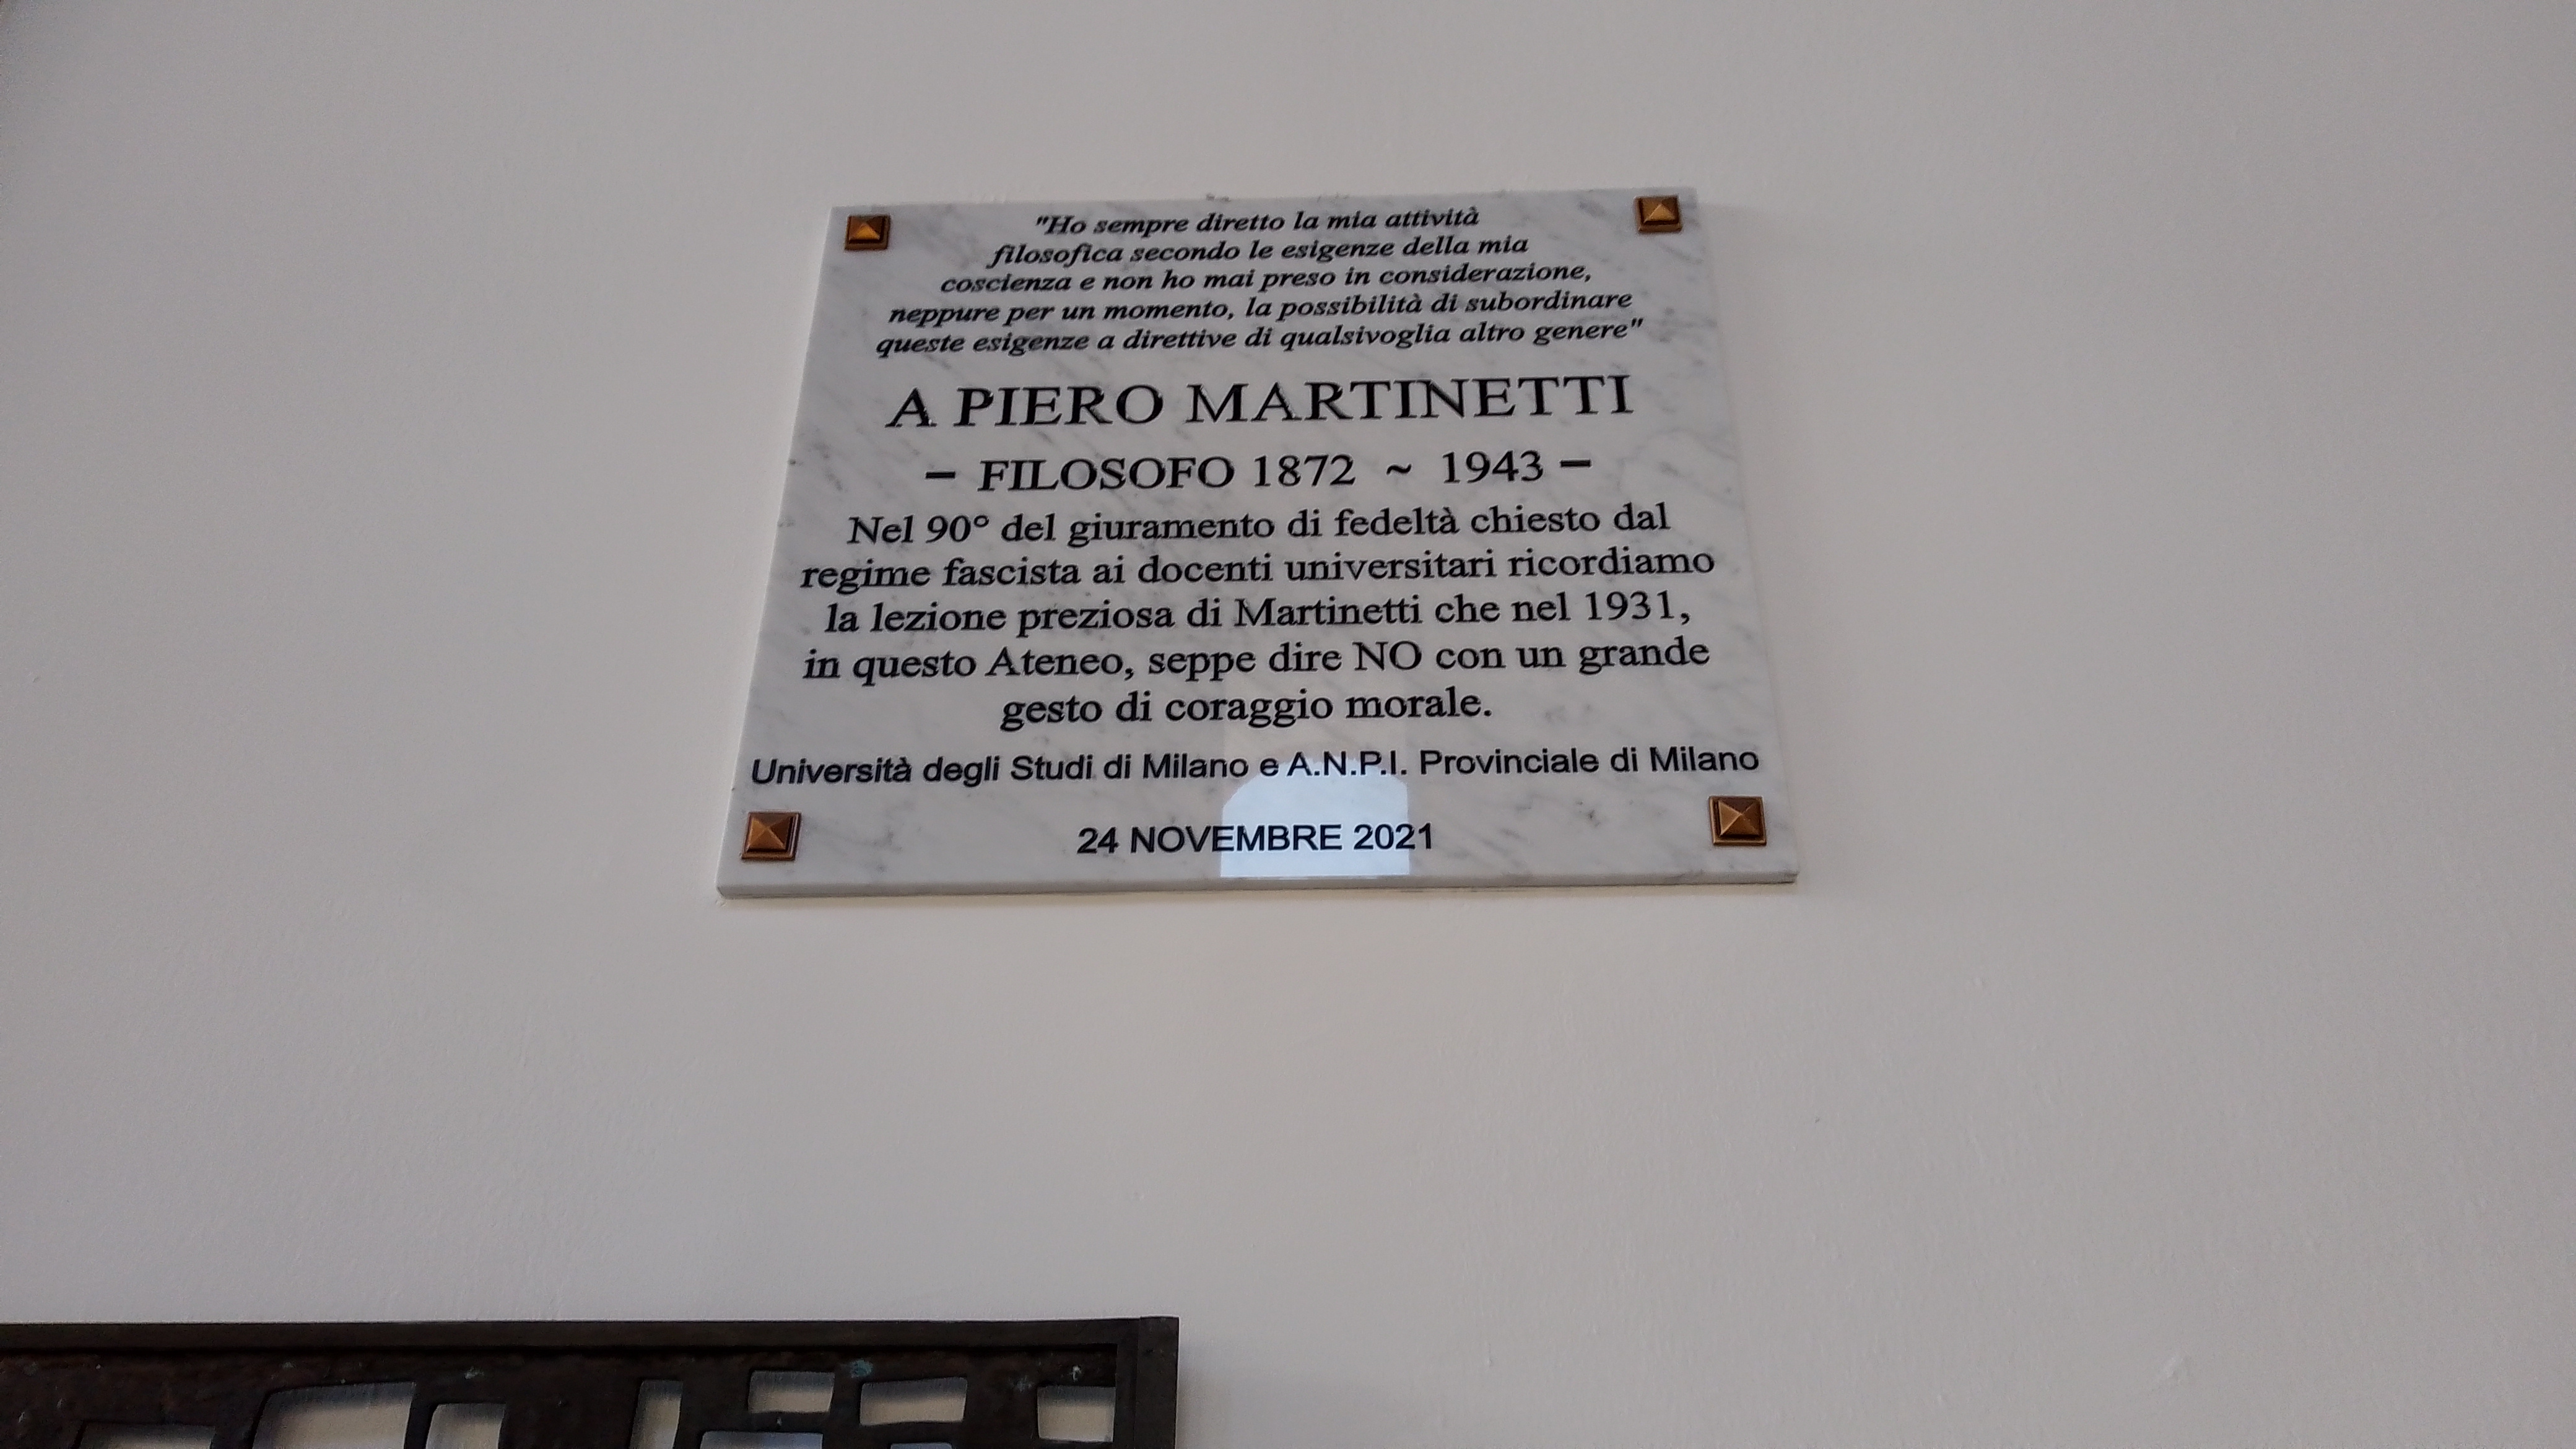 "Ho sempre diretto la mia attività
filosofica secondo le esigenze della mia
coscienza e non ho mai preso in considerazione,
neppure per un momento, la possibilità di subordinare
queste esigenze a direttive di qualsivoglia altro genere"
A PIERO MARTINETTI
– FILOSOFO 1872 ~ 1943 –
Nel 90° del giuramento di fedeltà chiesto dal
regime fascista ai docenti universitari ricordiamo
la lezione preziosa di Martinetti che nel 1931,
in questo Ateneo, seppe dire NO con un grande
gesto di coraggio morale.
Università degli Studi di Milano e A.N.P.I. Provinciale di Milano
24 NOVEMBRE 2021